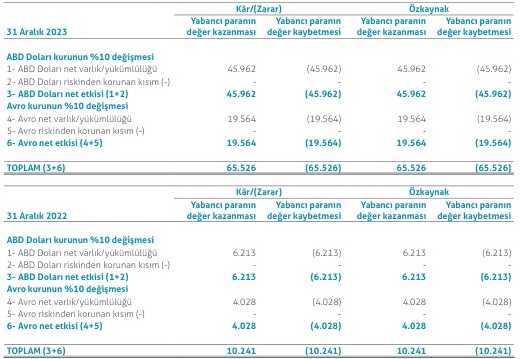 Kâr/(Zarar) Özkaynak
Yabancı paranın Yabancı paranın Yabancı paranın Yabancı paranın
31 Aralık 2023 değer kazanması değer kaybetmesi değer kazanması değer kaybetmesi
ABD Doları kurunun %10 değişmesi
1- ABD Doları net varlık/yükümlülüğü 45.962 (45.962) 45.962 (45.962)
2- ABD Doları riskinden korunan kısım (-) - - - -
3- ABD Doları net etkisi (1+2) 45.962 (45.962) 45.962 (45.962)
Avro kurunun %10 değişmesi
4- Avro net varlık/yükümlülüğü 19.564 (19.564) 19.564 (19.564)
5- Avro riskinden korunan kısım (-) - - - -
6- Avro net etkisi (4+5) 19.564 (19.564) 19.564 (19.564)
TOPLAM (3+6) 65.526 (65.526) 65.526 (65.526)
Kâr/(Zarar) Özkaynak
Yabancı paranın Yabancı paranın Yabancı paranın Yabancı paranın
31 Aralık 2022 değer kazanması değer kaybetmesi değer kazanması değer kaybetmesi
ABD Doları kurunun %10 değişmesi
1- ABD Doları net varlık/yükümlülüğü 6.213 (6.213) 6.213 (6.213)
2- ABD Doları riskinden korunan kısım (-) - - - -
3- ABD Doları net etkisi (1+2) 6.213 (6.213) 6.213 (6.213)
Avro kurunun %10 değişmesi
4- Avro net varlık/yükümlülüğü 4.028 (4.028) 4.028 (4.028)
5- Avro riskinden korunan kısım (-) - - - -
6- Avro net etkisi (4+5) 4.028 (4.028) 4.028 (4.028)
TOPLAM (3+6) 10.241 (10.241) 10.241 (10.241)